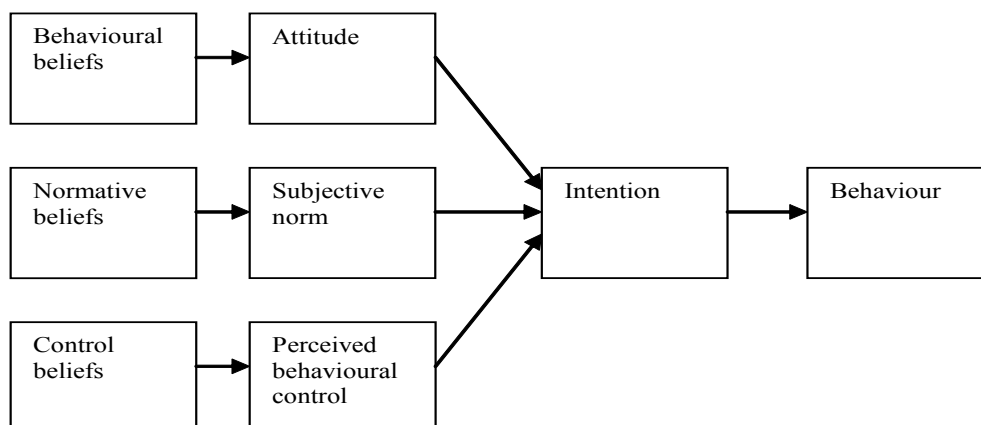 Behavioural
beliefs
Attitude
Normative
beliefs
Subjective
norm
Intention
Behaviour
Control
beliefs
Perceived
behavioural
control